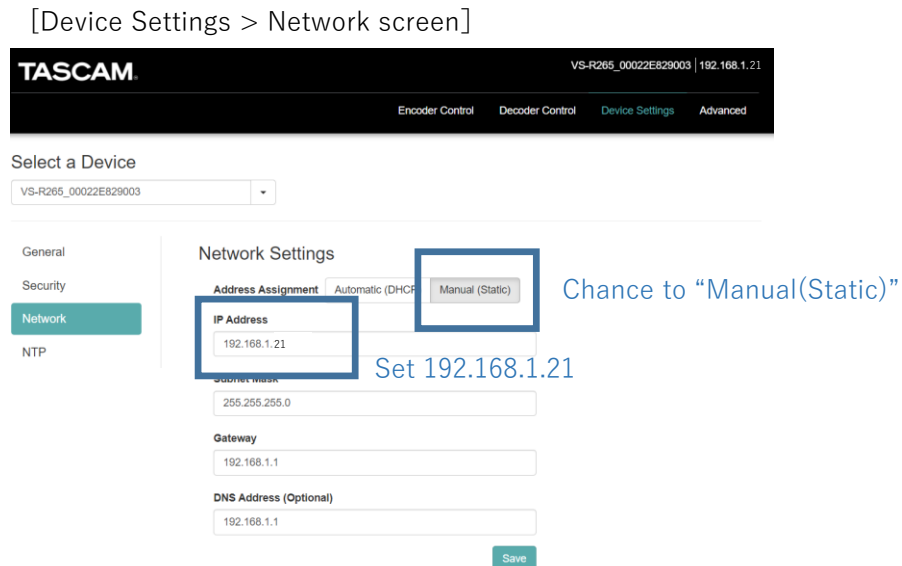 [Device Settings > Network screen]
TASCAM.
VS-R265_00022E829003 | 192.168.1.21
Encoder Control Decoder Control Device Settings Advanced
Select a Device
VS-R265_00022E829003
General
Security
Network
NTP
Network Settings
Address Assignment Automatic (DHCP Manual (Static)
Chance to “Manual(Static)”
IP Address
192.168.1.21
Set 192.168.1.21
Subnet Mask
255.255.255.0
Gateway
192.168.1.1
DNS Address (Optional)
192.168.1.1
Save